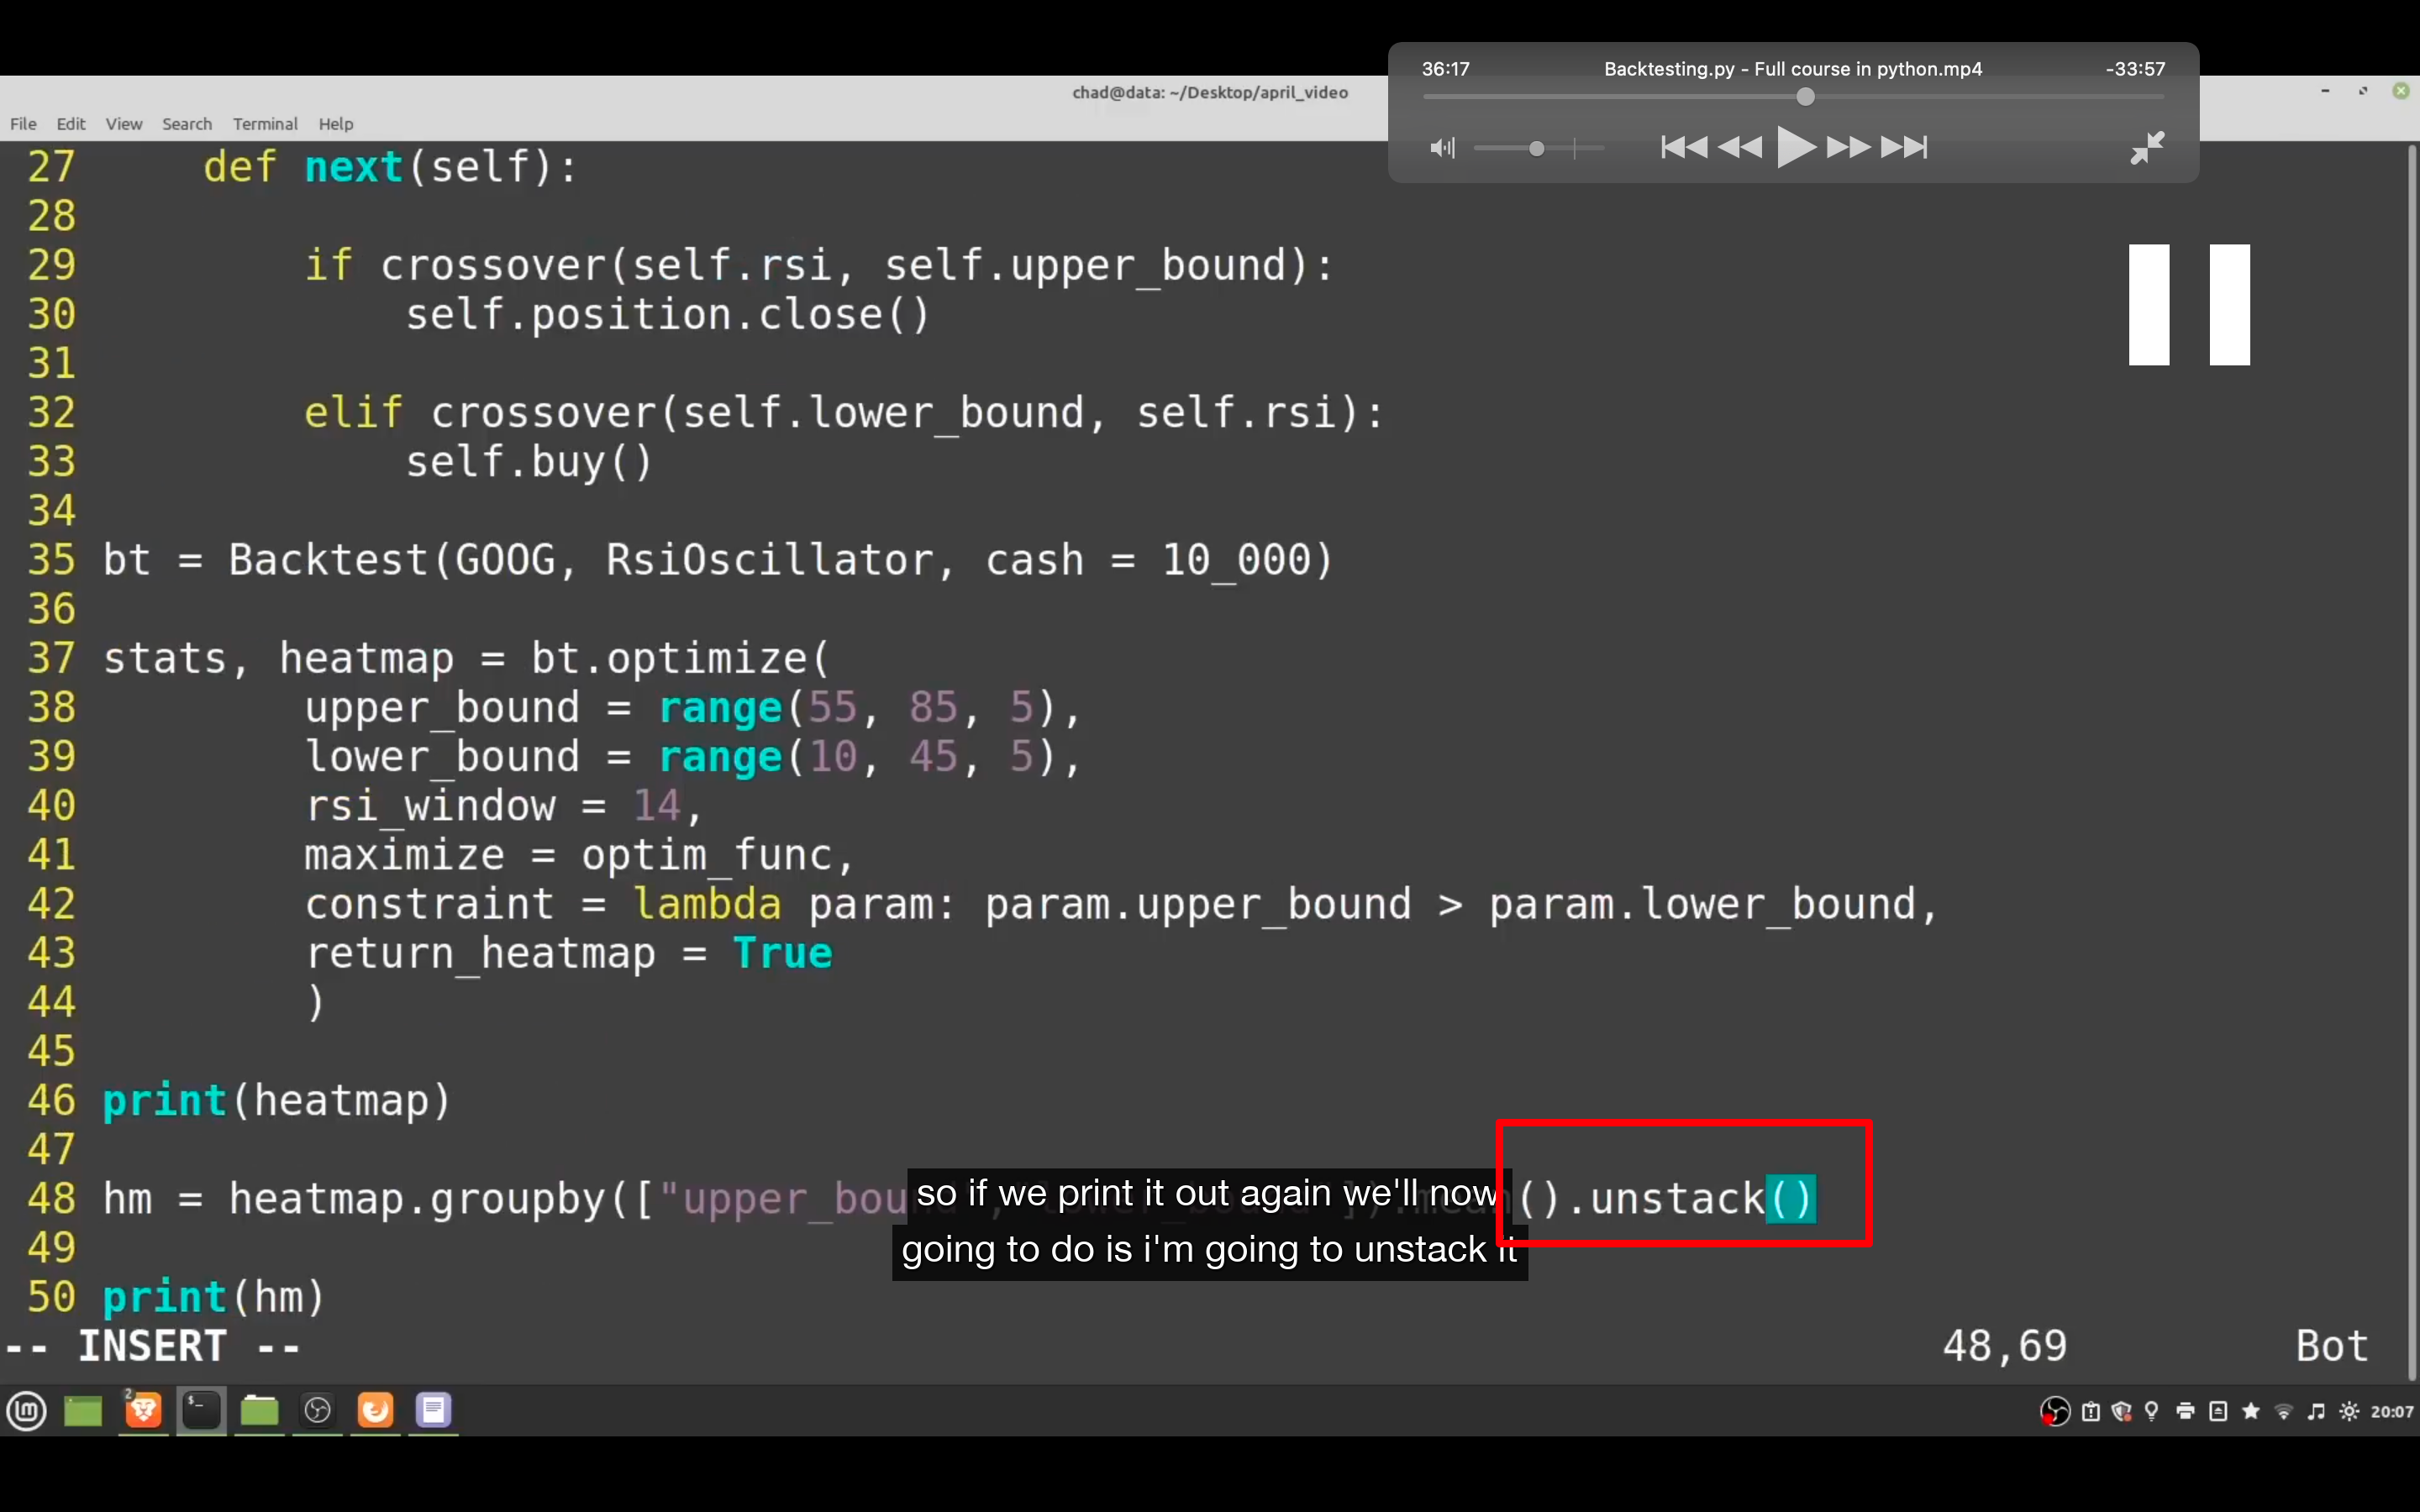 36:17 Backtesting.py - Full course in python.mp4 -33:57
chad@data: ~/Desktop/april_video
File Edit View Search Terminal Help
27 def next(self):
28
29 if crossover(self.rsi, self.upper_bound):
30 self.position.close()
31
32 elif crossover(self.lower_bound, self.rsi):
33 self.buy()
34
35 bt = Backtest(GOOG, RsiOscillator, cash = 10_000)
36
37 stats, heatmap = bt.optimize(
38 upper_bound = range(55, 85, 5),
39 lower_bound = range(10, 45, 5),
40 rsi_window = 14,
41 maximize = optim_func,
42 constraint = lambda param: param.upper_bound > param.lower_bound,
43 return_heatmap = True
44 )
45
46 print(heatmap)
47
48 hm = heatmap.groupby(["upper_bound", "lower_bound"]).mean().unstack()
so if we print it out again we'll now
49
going to do is i'm going to unstack it
50 print(hm)
-- INSERT -- 48,69 Bot
2
20:07